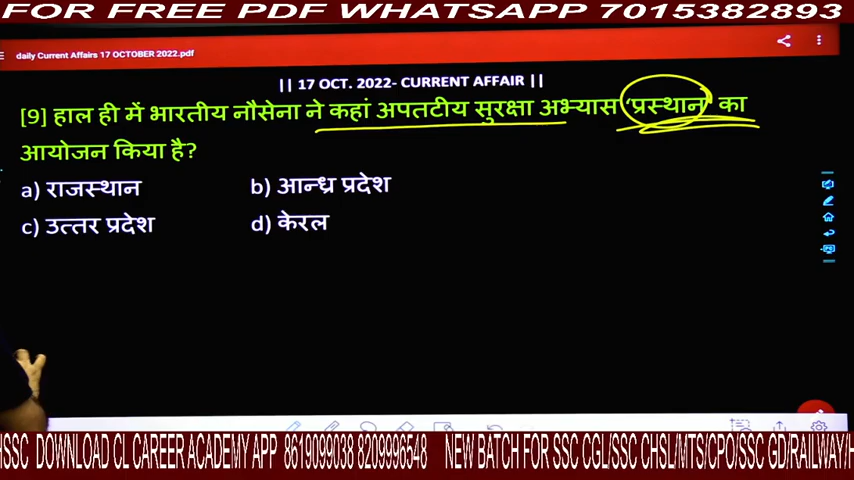 FOR FREE PDF WHATSAPP 7015382893
daily Current Affairs 17 OCTOBER 2022.pdf
|| 17 OCT. 2022- CURRENT AFFAIR ||
[9] हाल ही में भारतीय नौसेना ने कहां अपतटीय सुरक्षा अभ्यास 'प्रस्थान' का
आयोजन किया है?
a) राजस्थान b) आन्ध्र प्रदेश
c) उत्तर प्रदेश d) केरल
HSSC DOWNLOAD CL CAREER ACADEMY APP 8619099038 8209996548 NEW BATCH FOR SSC CGL/SSC CHSL/MTS/CPO/SSC GD/RAILWAY/H